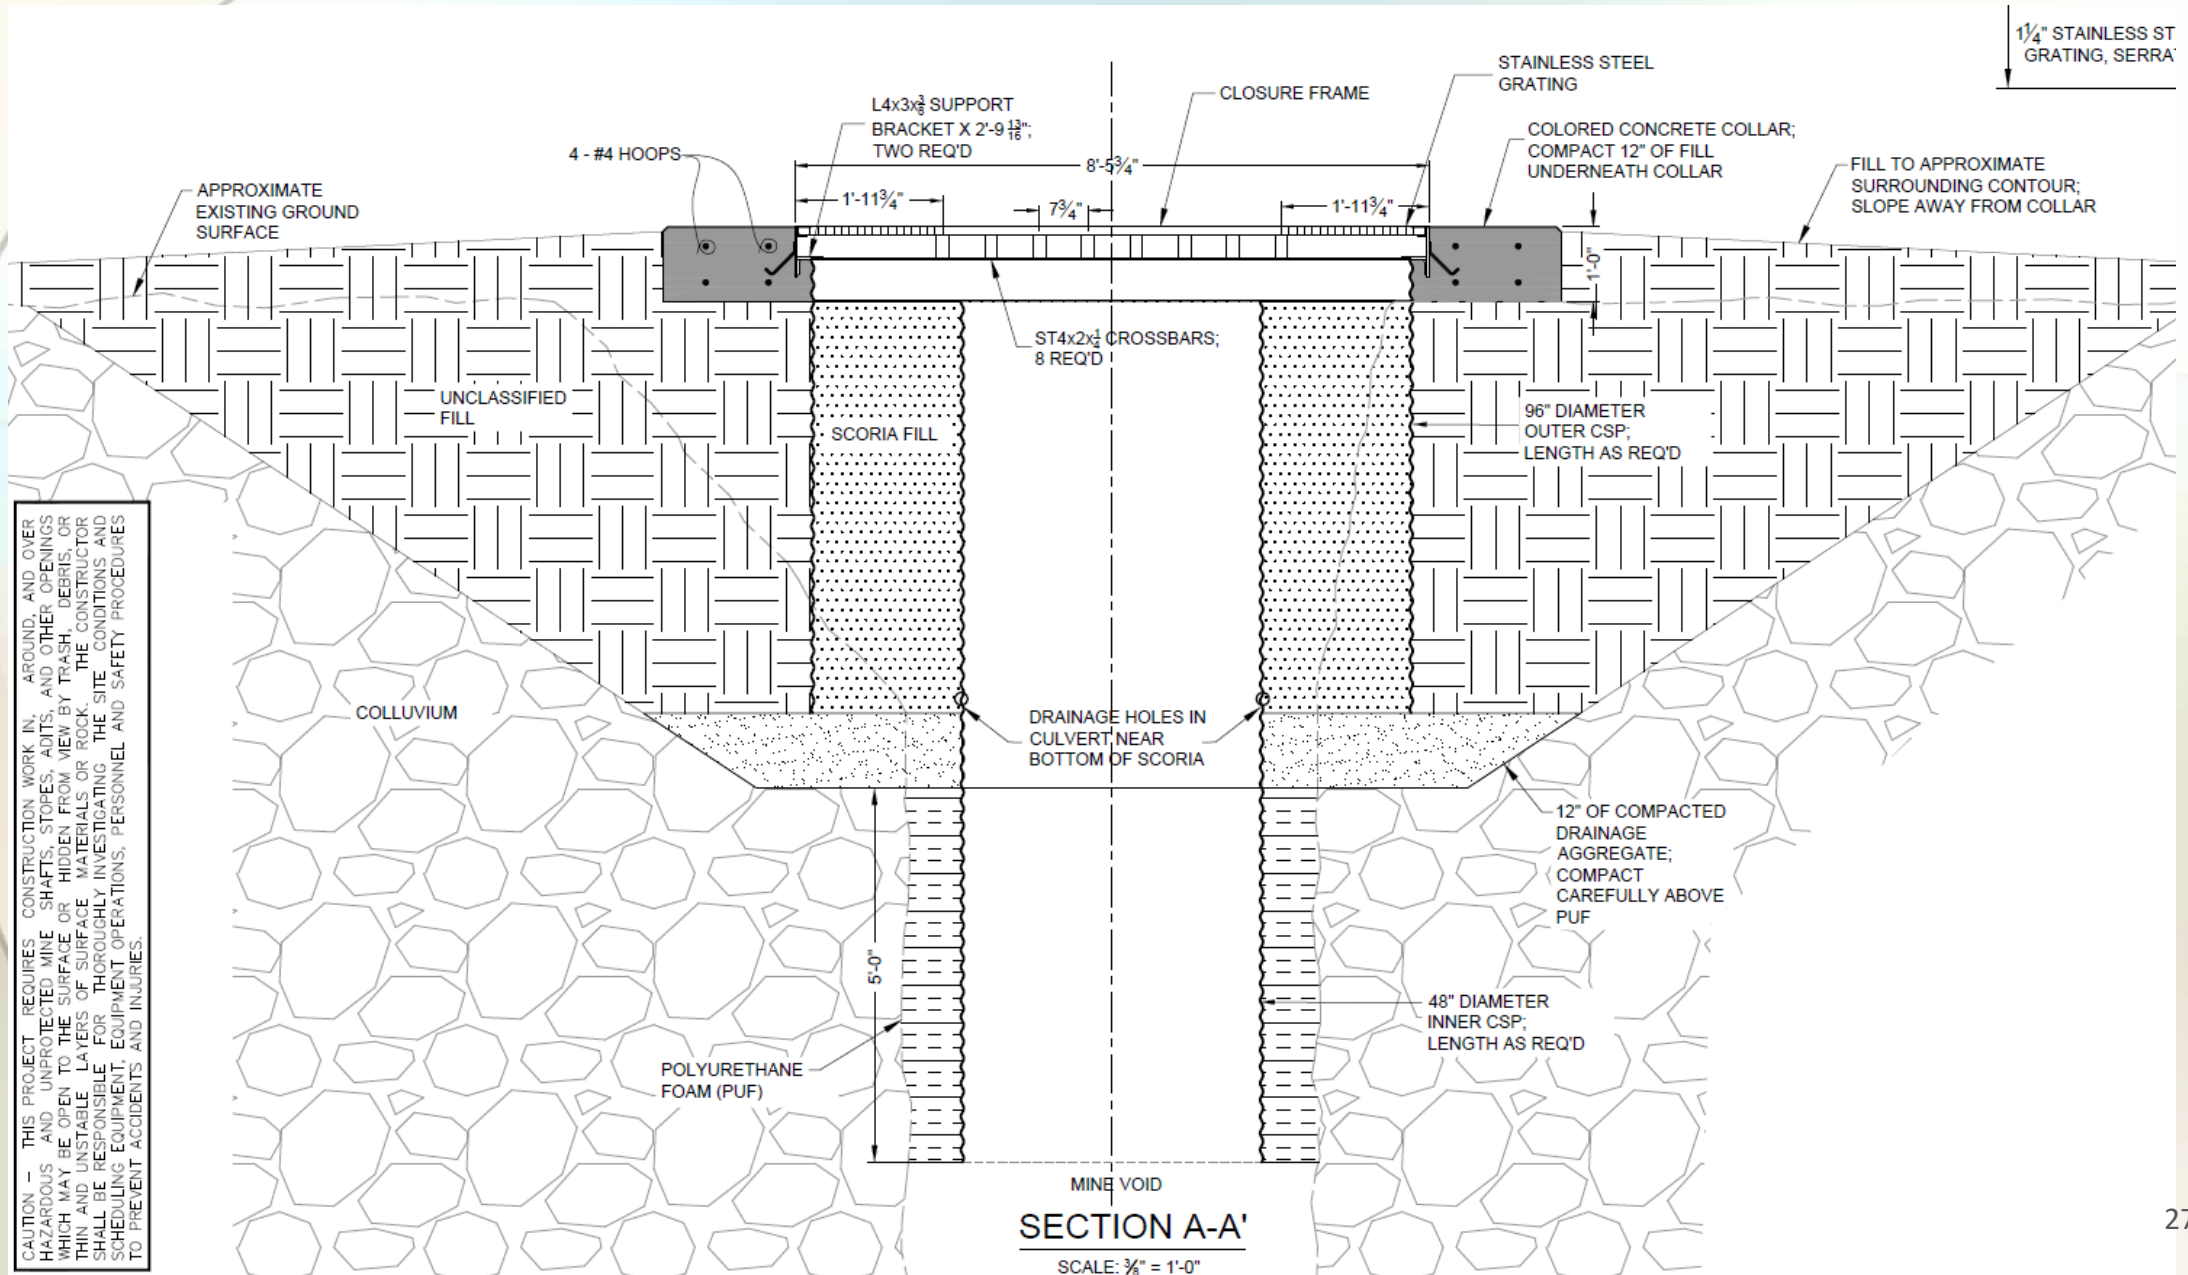 1¼" STAINLESS ST
GRATING, SERRA
STAINLESS STEEL
GRATING
CLOSURE FRAME
L4x3x⅜ SUPPORT
BRACKET X 2'-9 13/16";
TWO REQ'D
4 - #4 HOOPS
COLORED CONCRETE COLLAR;
COMPACT 12" OF FILL
UNDERNEATH COLLAR
FILL TO APPROXIMATE
SURROUNDING CONTOUR;
SLOPE AWAY FROM COLLAR
APPROXIMATE
EXISTING GROUND
SURFACE
8'-5¾"
1'-11¾"
7¾"
1'-11¾"
1'-0"
ST4x2x¼ CROSSBARS;
8 REQ'D
UNCLASSIFIED
FILL
SCORIA FILL
96" DIAMETER
OUTER CSP;
LENGTH AS REQ'D
COLLUVIUM
DRAINAGE HOLES IN
CULVERT NEAR
BOTTOM OF SCORIA
12" OF COMPACTED
DRAINAGE
AGGREGATE;
COMPACT
CAREFULLY ABOVE
PUF
5'-0"
48" DIAMETER
INNER CSP;
LENGTH AS REQ'D
POLYURETHANE
FOAM (PUF)
MINE VOID
SECTION A-A'
SCALE: ⅜" = 1'-0"
CAUTION – THIS PROJECT REQUIRES CONSTRUCTION WORK IN, AROUND, AND OVER
HAZARDOUS AND UNPROTECTED MINE SHAFTS, STOPES, ADITS, AND OTHER OPENINGS
WHICH MAY BE OPEN TO THE SURFACE OR HIDDEN FROM VIEW BY TRASH, DEBRIS, OR
THIN AND UNSTABLE LAYERS OF SURFACE MATERIALS OR ROCK. THE CONSTRUCTOR
SHALL BE RESPONSIBLE FOR THOROUGHLY INVESTIGATING THE SITE CONDITIONS AND
SCHEDULING EQUIPMENT, EQUIPMENT OPERATIONS, PERSONNEL AND SAFETY PROCEDURES
TO PREVENT ACCIDENTS AND INJURIES.
27